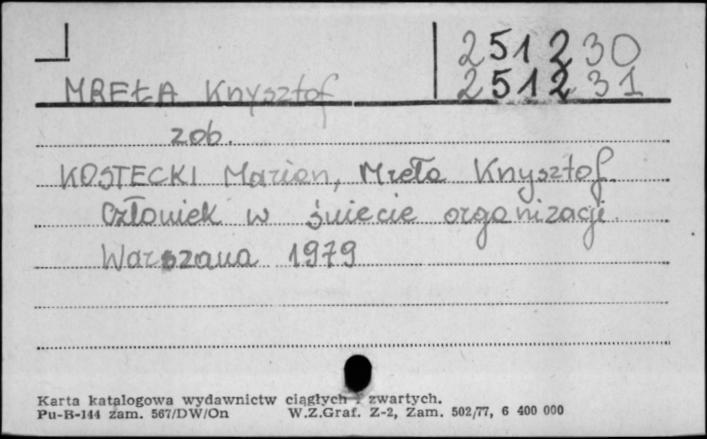 251230
MREŁA Krzysztof 251231
zob.
KOSTECKI Marian, Mreła Krzysztof
Człowiek w świecie organizacji.
Warszawa 1979
Karta katalogowa wydawnictw ciągłych i zwartych.
Pu-B-144 zam. 567/DW/On W.Z.Graf. Z-2, Zam. 502/77, 6 400 000